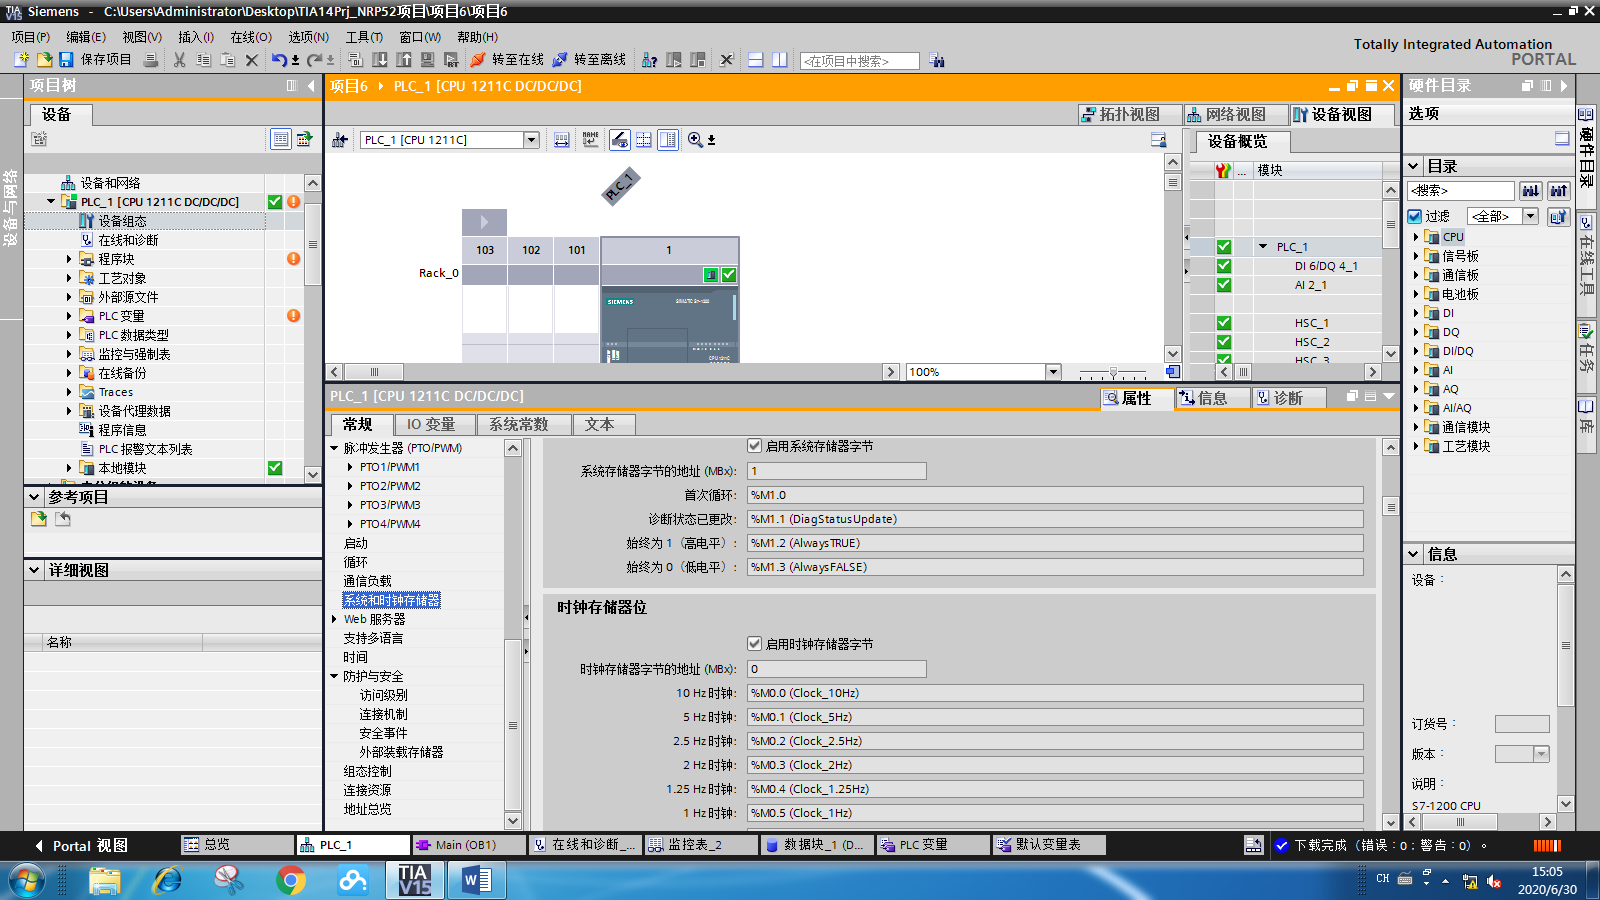 Siemens - C:\Users\Administrator\Desktop\TIA14Prj_NRP52项目\项目6\项目6
项目(P) 编辑(E) 视图(V) 插入(I) 在线(O) 选项(N) 工具(T) 窗口(W) 帮助(H)
Totally Integrated Automation
PORTAL
保存项目
转至在线 转至离线
<在项目中搜索>
项目树
项目6 PLC_1 [CPU 1211C DC/DC/DC]
硬件目录
设备
拓扑视图 网络视图 设备视图
选项
PLC_1 [CPU 1211C]
设备概览
设备与网络
设备和网络
PLC_1 [CPU 1211C DC/DC/DC]
设备组态
在线和诊断
程序块
工艺对象
外部源文件
PLC 变量
PLC 数据类型
监控与强制表
在线备份
Traces
设备代理数据
程序信息
PLC 报警文本列表
本地模块
PLC_1
103 102 101 1
Rack_0
SIEMENS
SIMATIC S7-1200
CPU 1211C
100%
... 模块
PLC_1
DI 6/DQ 4_1
AI 2_1
HSC_1
HSC_2
HSC_3
目录
<搜索>
过滤 <全部>
CPU
信号板
通信板
电池板
DI
DQ
DI/DQ
AI
AQ
AI/AQ
通信模块
工艺模块
硬件目录
在线工具
任务
库
参考项目
详细视图
名称
PLC_1 [CPU 1211C DC/DC/DC]
属性 信息 诊断
常规 IO 变量 系统常数 文本
脉冲发生器 (PTO/PWM)
PTO1/PWM1
PTO2/PWM2
PTO3/PWM3
PTO4/PWM4
启动
循环
通信负载
系统和时钟存储器
Web 服务器
支持多语言
时间
防护与安全
访问级别
连接机制
安全事件
外部装载存储器
组态控制
连接资源
地址总览
启用系统存储器字节
系统存储器字节的地址 (MBx): 1
首次循环: %M1.0
诊断状态已更改: %M1.1 (DiagStatusUpdate)
始终为 1（高电平）: %M1.2 (AlwaysTRUE)
始终为 0（低电平）: %M1.3 (AlwaysFALSE)
时钟存储器位
启用时钟存储器字节
时钟存储器字节的地址 (MBx): 0
10 Hz 时钟: %M0.0 (Clock_10Hz)
5 Hz 时钟: %M0.1 (Clock_5Hz)
2.5 Hz 时钟: %M0.2 (Clock_2.5Hz)
2 Hz 时钟: %M0.3 (Clock_2Hz)
1.25 Hz 时钟: %M0.4 (Clock_1.25Hz)
1 Hz 时钟: %M0.5 (Clock_1Hz)
信息
设备：
订货号：
版本：
说明：
S7-1200 CPU
Portal 视图 总览 PLC_1 Main (OB1) 在线和诊断_... 监控表_2 数据块_1 (D... PLC 变量 默认变量表
下载完成（错误：0；警告：0）。
TIA V15
CH
15:05
2020/6/30